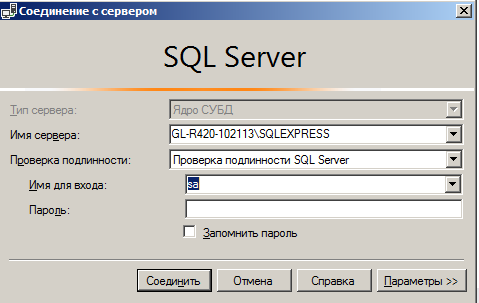 Соединение с сервером
SQL Server
Тип сервера: Ядро СУБД
Имя сервера: GL-R420-102113\SQLEXPRESS
Проверка подлинности: Проверка подлинности SQL Server
Имя для входа: sa
Пароль:
Запомнить пароль
Соединить Отмена Справка Параметры >>